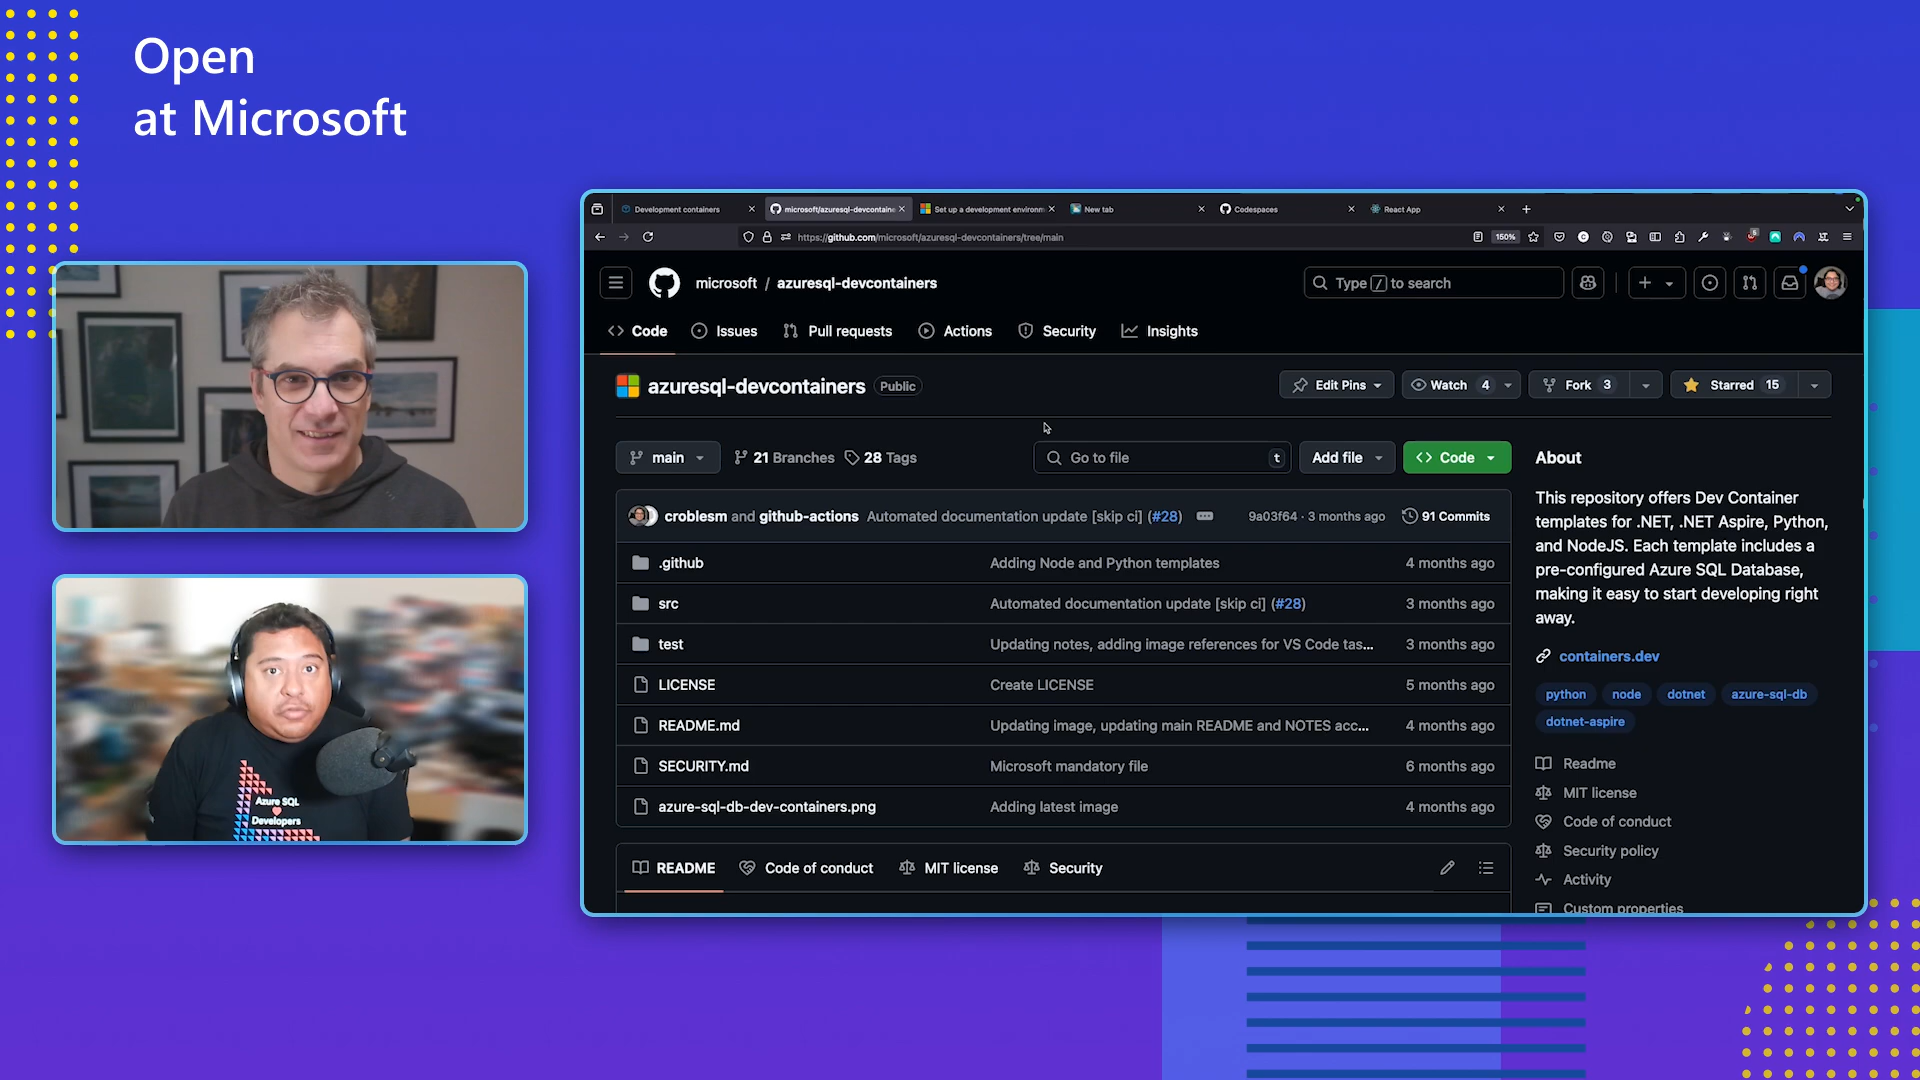 Open
at Microsoft
Development containers
microsoft/azuresql-devcontaine
Set up a development environm
New tab
Codespaces
React App
https://github.com/microsoft/azuresql-devcontainers/tree/main
150%
microsoft / azuresql-devcontainers
Type / to search
Code
Issues
Pull requests
Actions
Security
Insights
azuresql-devcontainers Public
Edit Pins
Watch 4
Fork 3
Starred 15
main
21 Branches
28 Tags
Go to file t
Add file
Code
croblesm and github-actions Automated documentation update [skip ci] (#28)
9a03f64 · 3 months ago
91 Commits
.github Adding Node and Python templates 4 months ago
src Automated documentation update [skip ci] (#28) 3 months ago
test Updating notes, adding image references for VS Code tas... 3 months ago
LICENSE Create LICENSE 5 months ago
README.md Updating image, updating main README and NOTES acc... 4 months ago
SECURITY.md Microsoft mandatory file 6 months ago
azure-sql-db-dev-containers.png Adding latest image 4 months ago
README
Code of conduct
MIT license
Security
About
This repository offers Dev Container
templates for .NET, .NET Aspire, Python,
and NodeJS. Each template includes a
pre-configured Azure SQL Database,
making it easy to start developing right
away.
containers.dev
python node dotnet azure-sql-db
dotnet-aspire
Readme
MIT license
Code of conduct
Security policy
Activity
Custom properties
Azure SQL
Developers